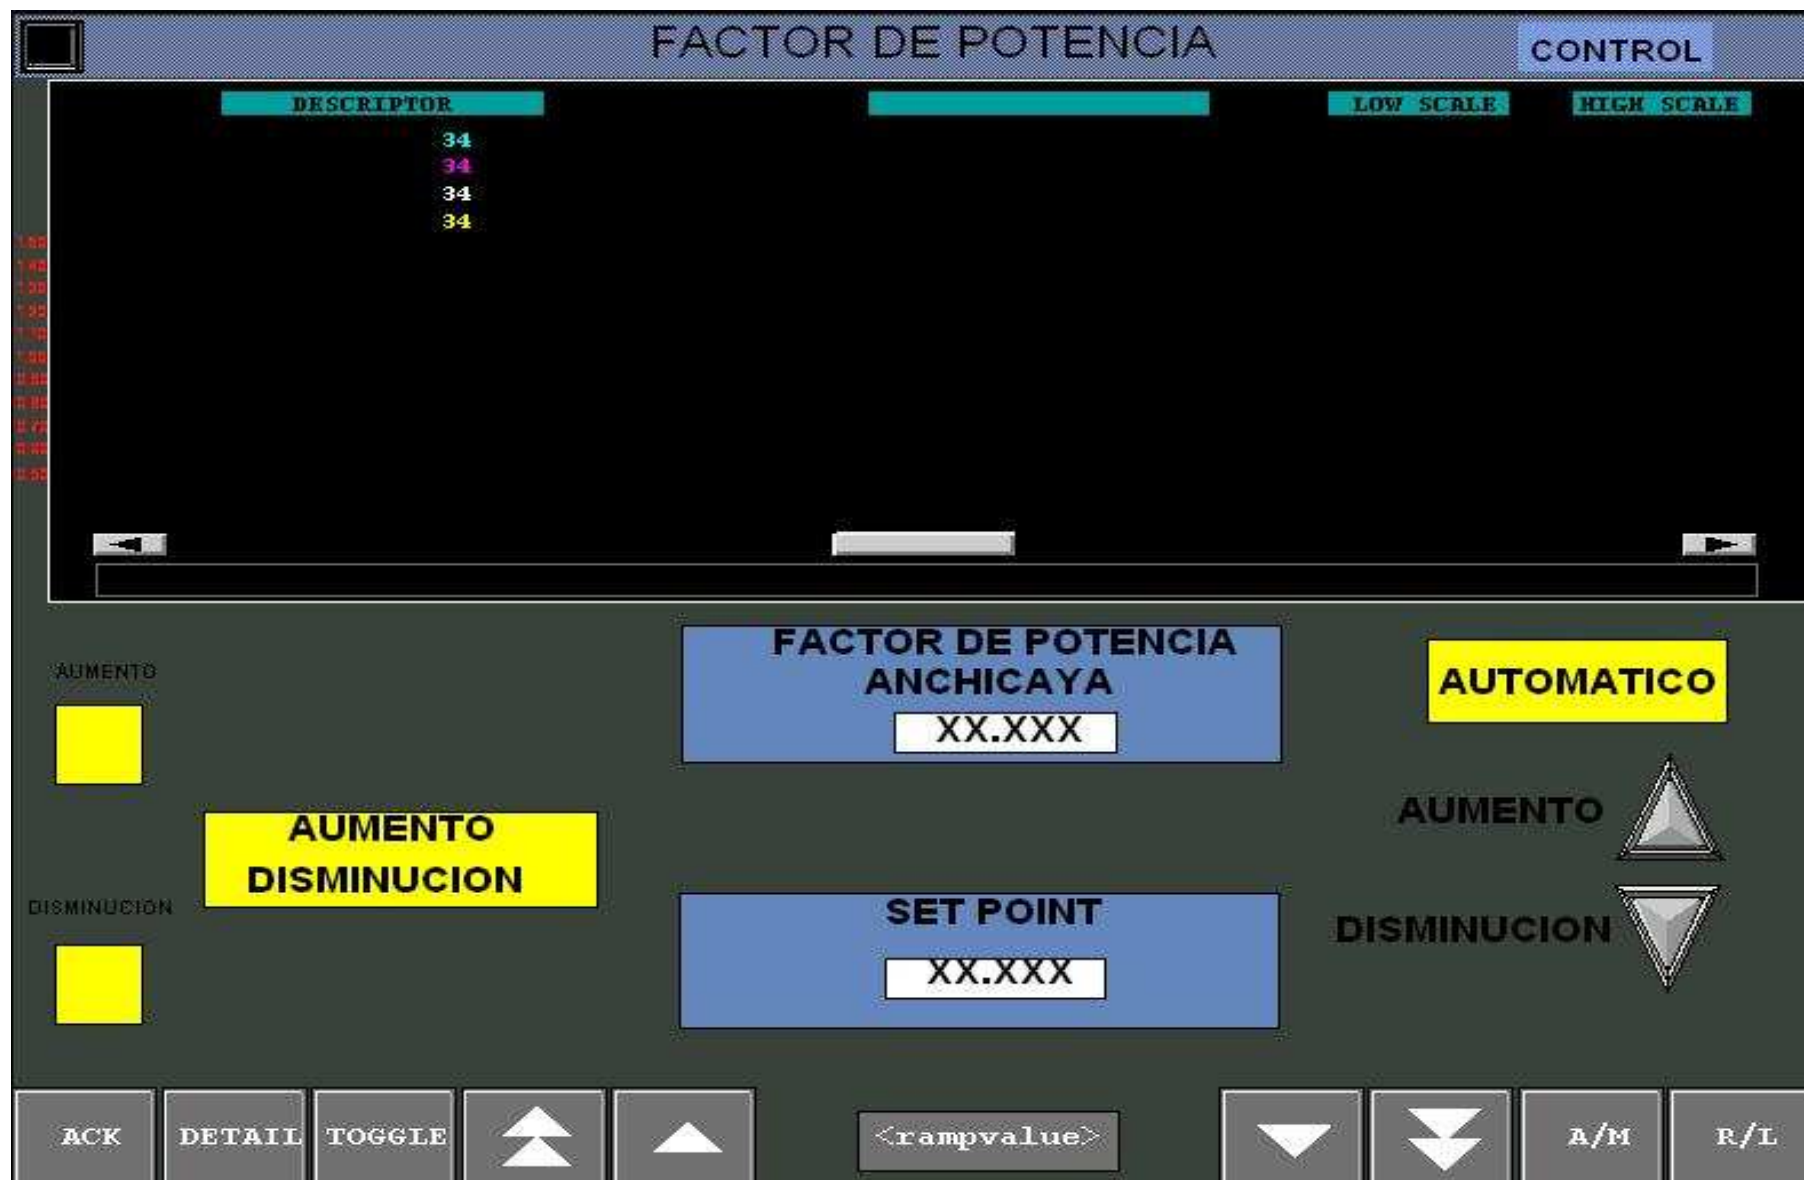 FACTOR DE POTENCIA
CONTROL
DESCRIPTOR
LOW SCALE
HIGH SCALE
34
34
34
34
FACTOR DE POTENCIA
ANCHICAYA
XX.XXX
AUTOMATICO
AUMENTO
AUMENTO
DISMINUCION
AUMENTO
DISMINUCION
SET POINT
XX.XXX
DISMINUCION
ACK
DETAIL
TOGGLE
<rampvalue>
A/M
R/L